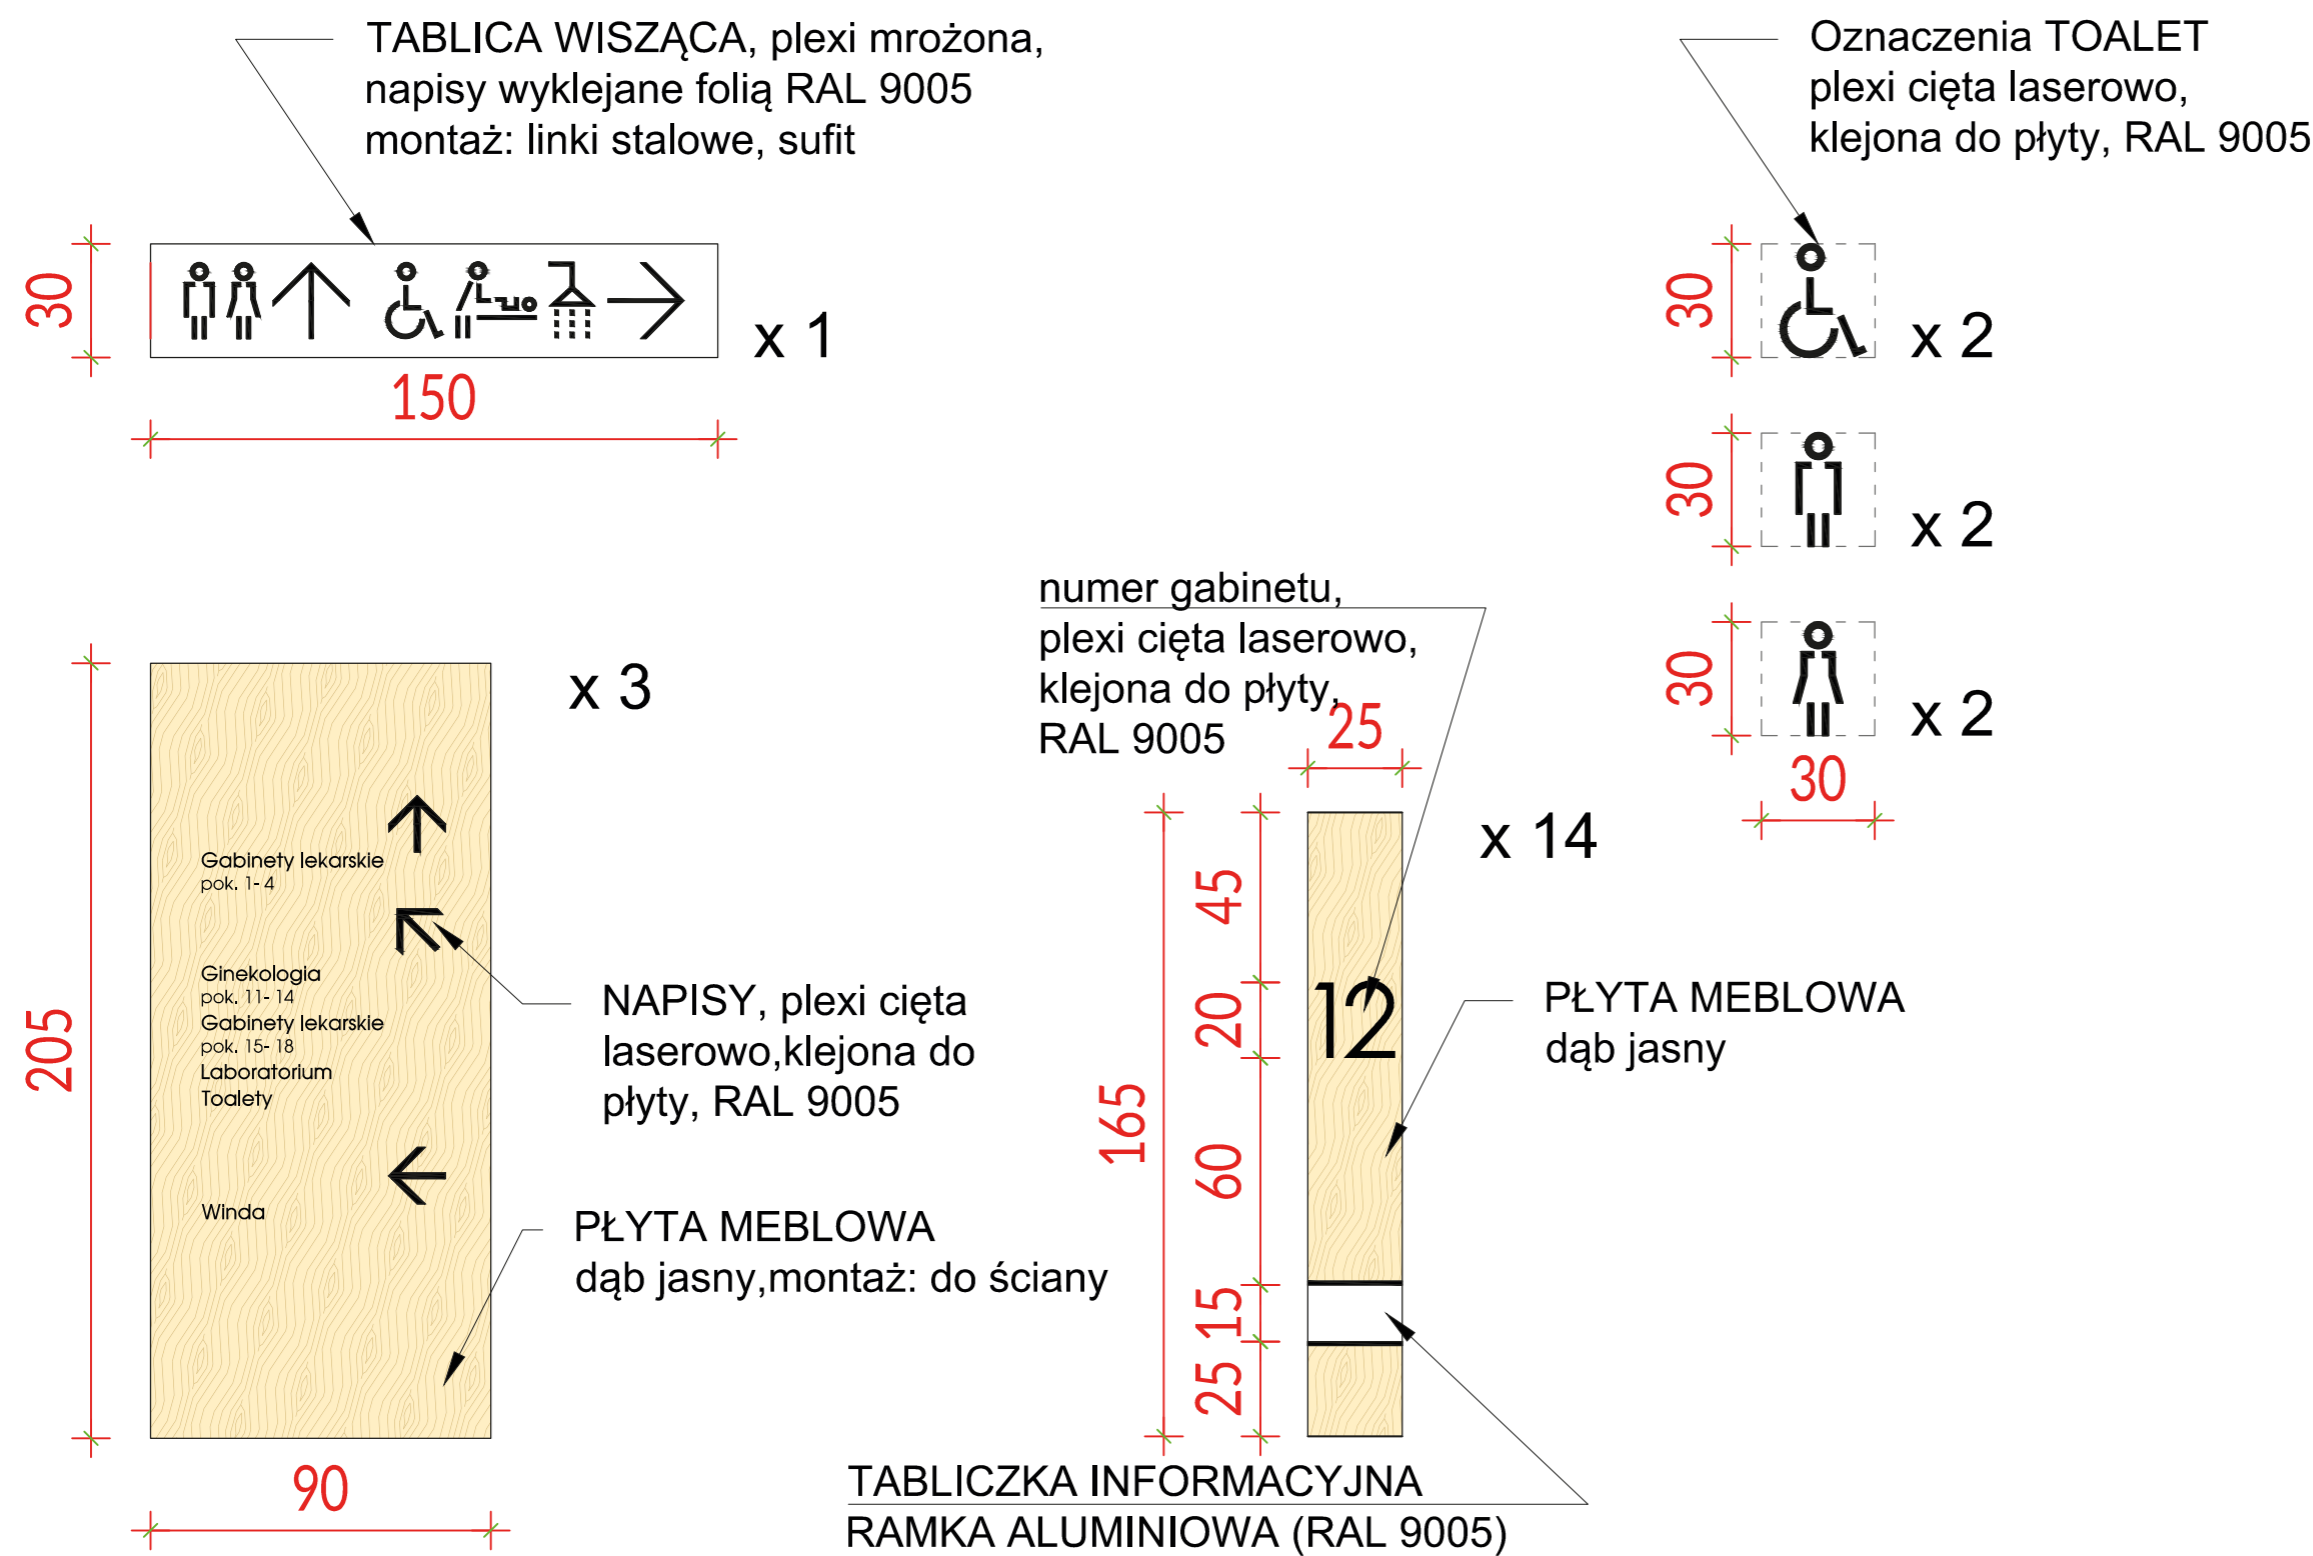 TABLICA WISZĄCA, plexi mrożona,
napisy wyklejane folią RAL 9005
montaż: linki stalowe, sufit
30
150
x 1
Oznaczenia TOALET
plexi cięta laserowo,
klejona do płyty, RAL 9005
30
x 2
30
x 2
30
x 2
30
205
90
x 3
Gabinety lekarskie
pok. 1- 4
Ginekologia
pok. 11- 14
Gabinety lekarskie
pok. 15- 18
Laboratorium
Toalety
Winda
NAPISY, plexi cięta
laserowo,klejona do
płyty, RAL 9005
PŁYTA MEBLOWA
dąb jasny,montaż: do ściany
numer gabinetu,
plexi cięta laserowo,
klejona do płyty,
RAL 9005
25
x 14
165
45
20
60
15
25
12
PŁYTA MEBLOWA
dąb jasny
TABLICZKA INFORMACYJNA
RAMKA ALUMINIOWA (RAL 9005)